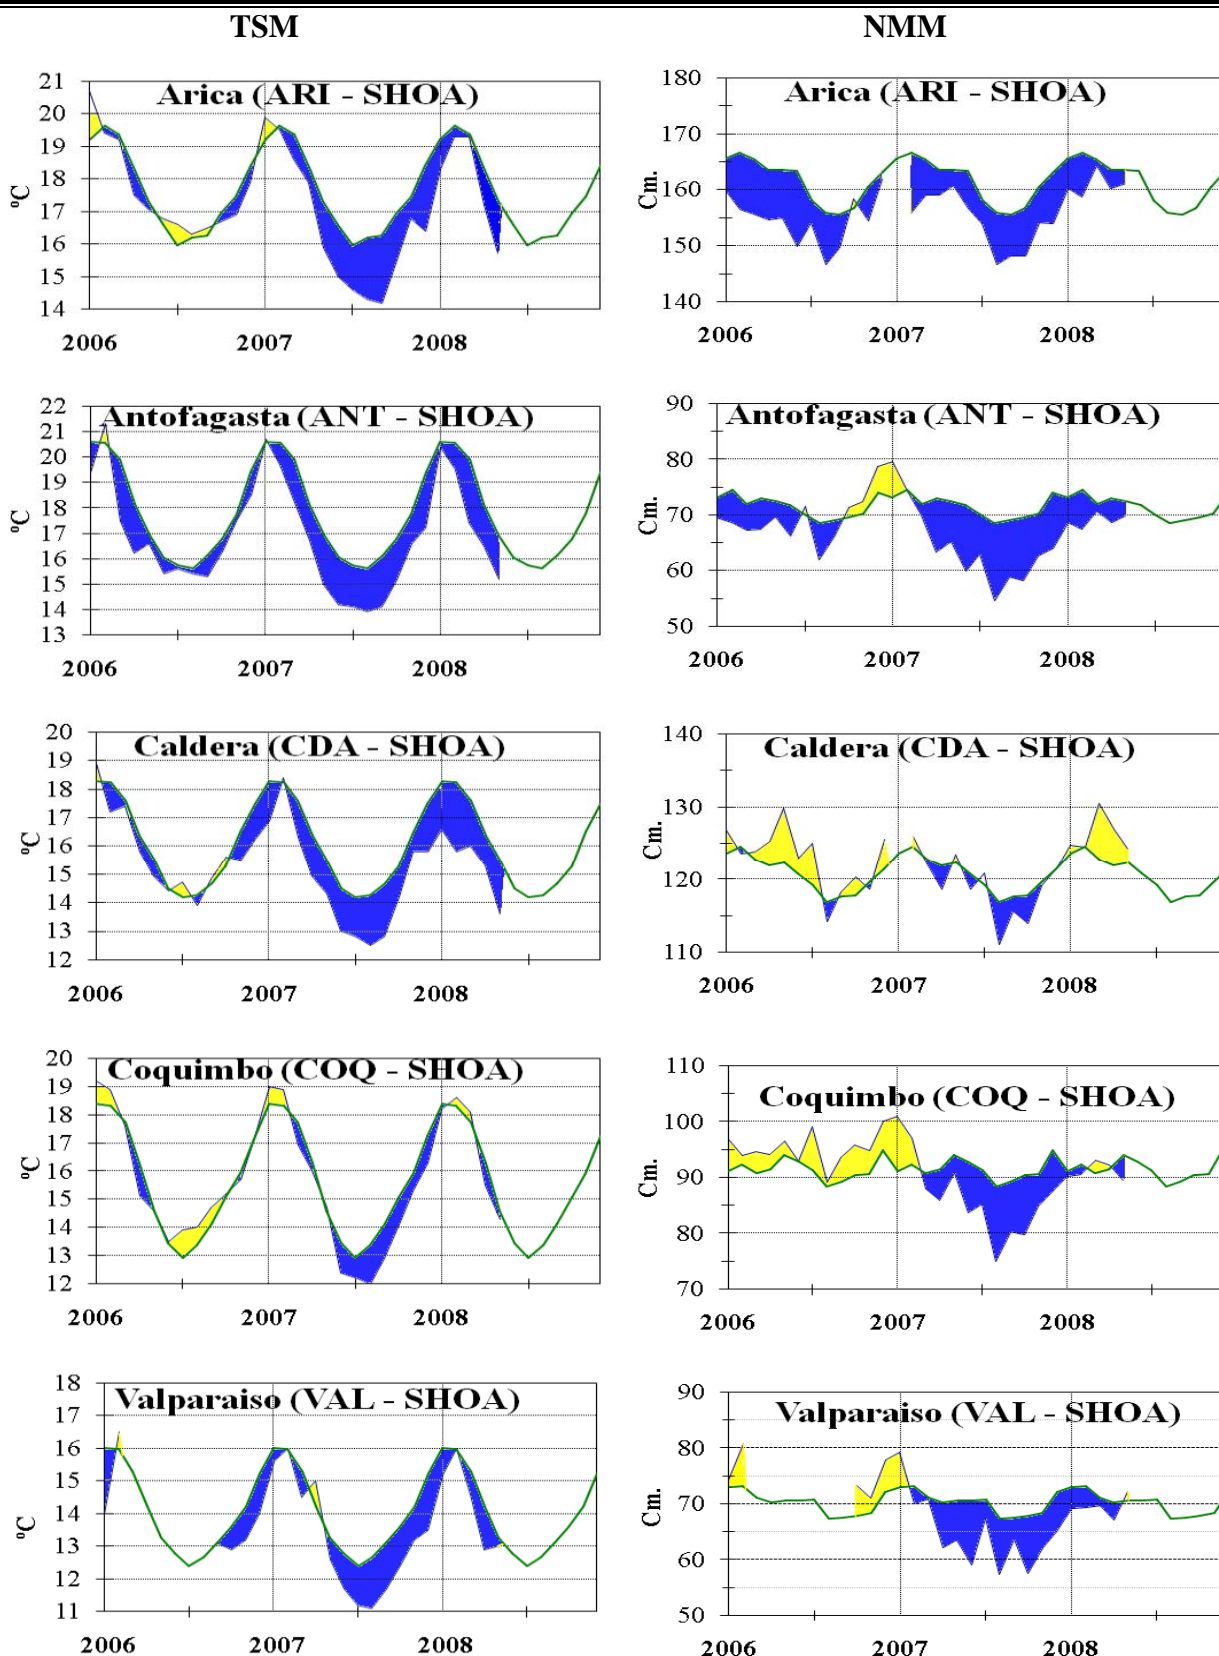 TSM NMM
Arica (ARI - SHOA)
21
20
19
18
17
16
15
14
ºC
2006 2007 2008
Arica (ARI - SHOA)
180
170
160
150
140
Cm.
2006 2007 2008
Antofagasta (ANT - SHOA)
22
21
20
19
18
17
16
15
14
13
ºC
2006 2007 2008
Antofagasta (ANT - SHOA)
90
80
70
60
50
Cm.
2006 2007 2008
Caldera (CDA - SHOA)
20
19
18
17
16
15
14
13
12
ºC
2006 2007 2008
Caldera (CDA - SHOA)
140
130
120
110
Cm.
2006 2007 2008
Coquimbo (COQ - SHOA)
20
19
18
17
16
15
14
13
12
ºC
2006 2007 2008
Coquimbo (COQ - SHOA)
110
100
90
80
70
Cm.
2006 2007 2008
Valparaiso (VAL - SHOA)
18
17
16
15
14
13
12
11
ºC
2006 2007 2008
Valparaiso (VAL - SHOA)
90
80
70
60
50
Cm.
2006 2007 2008